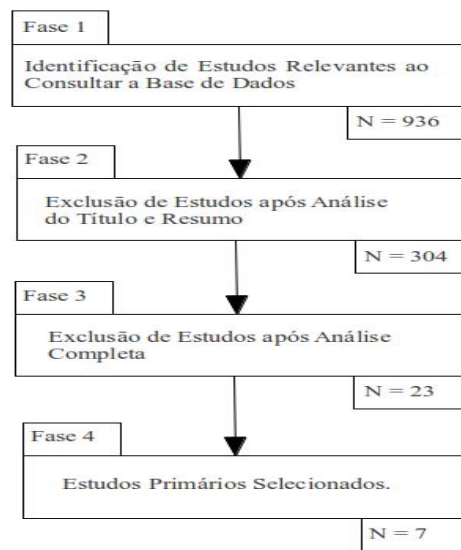 Fase 1
Identificação de Estudos Relevantes ao
Consultar a Base de Dados
N = 936
Fase 2
Exclusão de Estudos após Análise
do Título e Resumo
N = 304
Fase 3
Exclusão de Estudos após Análise
Completa
N = 23
Fase 4
Estudos Primários Selecionados.
N = 7